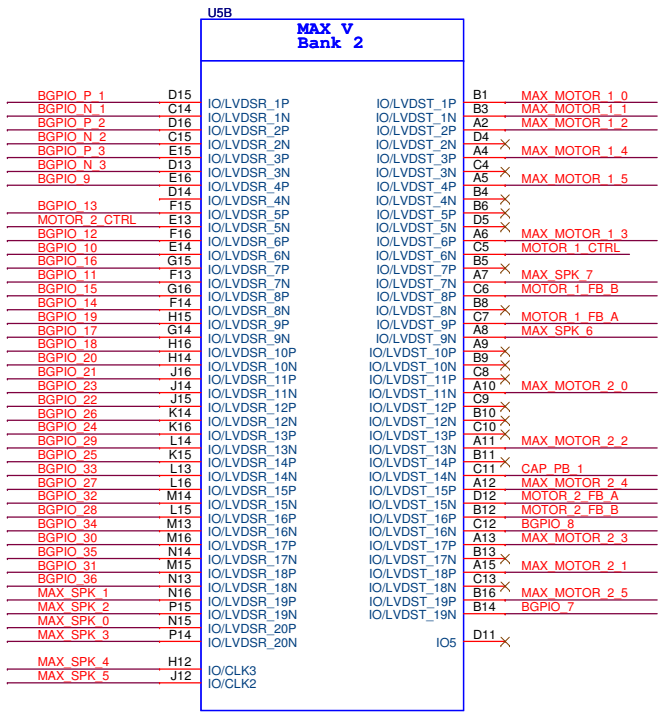 U5B
MAX V
Bank 2
BGPIO_P_1 D15 IO/LVDSR_1P IO/LVDST_1P B1 MAX_MOTOR_1_0
BGPIO_N_1 C14 IO/LVDSR_1N IO/LVDST_1N B3 MAX_MOTOR_1_1
BGPIO_P_2 D16 IO/LVDSR_2P IO/LVDST_2P A2 MAX_MOTOR_1_2
BGPIO_N_2 C15 IO/LVDSR_2N IO/LVDST_2N D4
BGPIO_P_3 E15 IO/LVDSR_3P IO/LVDST_3P A4 MAX_MOTOR_1_4
BGPIO_N_3 D13 IO/LVDSR_3N IO/LVDST_3N C4
BGPIO_9 E16 IO/LVDSR_4P IO/LVDST_4P A5 MAX_MOTOR_1_5
D14 IO/LVDSR_4N IO/LVDST_4N B4
BGPIO_13 F15 IO/LVDSR_5P IO/LVDST_5P B6
MOTOR_2_CTRL E13 IO/LVDSR_5N IO/LVDST_5N D5
BGPIO_12 F16 IO/LVDSR_6P IO/LVDST_6P A6 MAX_MOTOR_1_3
BGPIO_10 E14 IO/LVDSR_6N IO/LVDST_6N C5 MOTOR_1_CTRL
BGPIO_16 G15 IO/LVDSR_7P IO/LVDST_7P B5
BGPIO_11 F13 IO/LVDSR_7N IO/LVDST_7N A7 MAX_SPK_7
BGPIO_15 G16 IO/LVDSR_8P IO/LVDST_8P C6 MOTOR_1_FB_B
BGPIO_14 F14 IO/LVDSR_8N IO/LVDST_8N B8
BGPIO_19 H15 IO/LVDSR_9P IO/LVDST_9P C7 MOTOR_1_FB_A
BGPIO_17 G14 IO/LVDSR_9N IO/LVDST_9N A8 MAX_SPK_6
BGPIO_18 H16 IO/LVDSR_10P IO/LVDST_10P A9
BGPIO_20 H14 IO/LVDSR_10N IO/LVDST_10N B9
BGPIO_21 J16 IO/LVDSR_11P IO/LVDST_11P C8
BGPIO_23 J14 IO/LVDSR_11N IO/LVDST_11N A10 MAX_MOTOR_2_0
BGPIO_22 J15 IO/LVDSR_12P IO/LVDST_12P C9
BGPIO_26 K14 IO/LVDSR_12N IO/LVDST_12N B10
BGPIO_24 K16 IO/LVDSR_13P IO/LVDST_13P C10
BGPIO_29 L14 IO/LVDSR_13N IO/LVDST_13N A11 MAX_MOTOR_2_2
BGPIO_25 K15 IO/LVDSR_14P IO/LVDST_14P B11
BGPIO_33 L13 IO/LVDSR_14N IO/LVDST_14N C11 CAP_PB_1
BGPIO_27 L16 IO/LVDSR_15P IO/LVDST_15P A12 MAX_MOTOR_2_4
BGPIO_32 M14 IO/LVDSR_15N IO/LVDST_15N D12 MOTOR_2_FB_A
BGPIO_28 L15 IO/LVDSR_16P IO/LVDST_16P B12 MOTOR_2_FB_B
BGPIO_34 M13 IO/LVDSR_16N IO/LVDST_16N C12 BGPIO_8
BGPIO_30 M16 IO/LVDSR_17P IO/LVDST_17P A13 MAX_MOTOR_2_3
BGPIO_35 N14 IO/LVDSR_17N IO/LVDST_17N B13
BGPIO_31 M15 IO/LVDSR_18P IO/LVDST_18P A15 MAX_MOTOR_2_1
BGPIO_36 N13 IO/LVDSR_18N IO/LVDST_18N C13
MAX_SPK_1 N16 IO/LVDSR_19P IO/LVDST_19P B16 MAX_MOTOR_2_5
MAX_SPK_2 P15 IO/LVDSR_19N IO/LVDST_19N B14 BGPIO_7
MAX_SPK_0 N15 IO/LVDSR_20P
MAX_SPK_3 P14 IO/LVDSR_20N IO5 D11
MAX_SPK_4 H12 IO/CLK3
MAX_SPK_5 J12 IO/CLK2